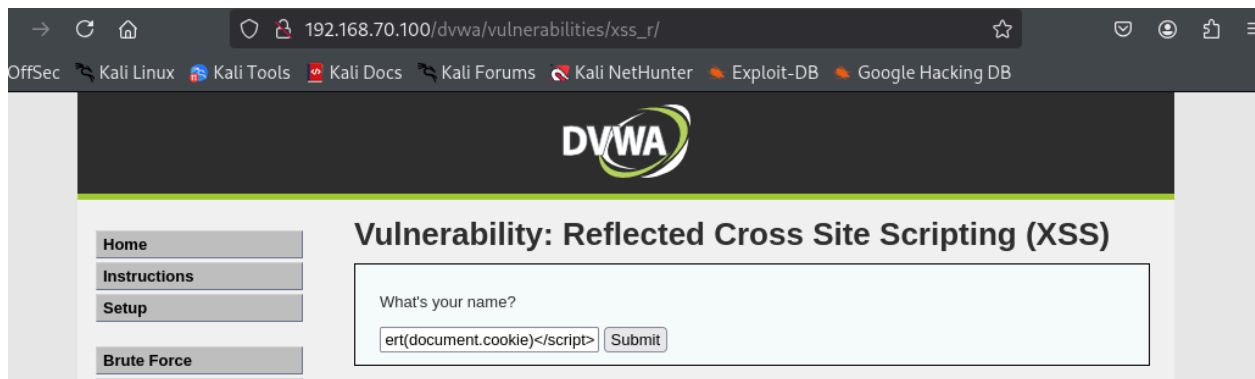 192.168.70.100/dvwa/vulnerabilities/xss_r/
OffSec Kali Linux Kali Tools Kali Docs Kali Forums Kali NetHunter Exploit-DB Google Hacking DB
DVWA
Vulnerability: Reflected Cross Site Scripting (XSS)
Home
Instructions
Setup
Brute Force
What's your name?
ert(document.cookie)</script> Submit